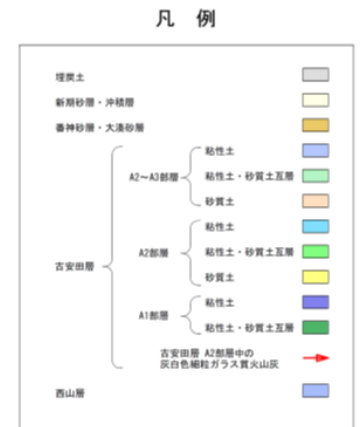 凡 例
埋戻土
新期砂層・沖積層
番神砂層・大湊砂層
古安田層
A2～A3部層
粘性土
粘性土・砂質土互層
砂質土
A2部層
粘性土
粘性土・砂質土互層
砂質土
A1部層
粘性土
粘性土・砂質土互層
古安田層 A2部層中の
灰白色細粒ガラス質火山灰
西山層